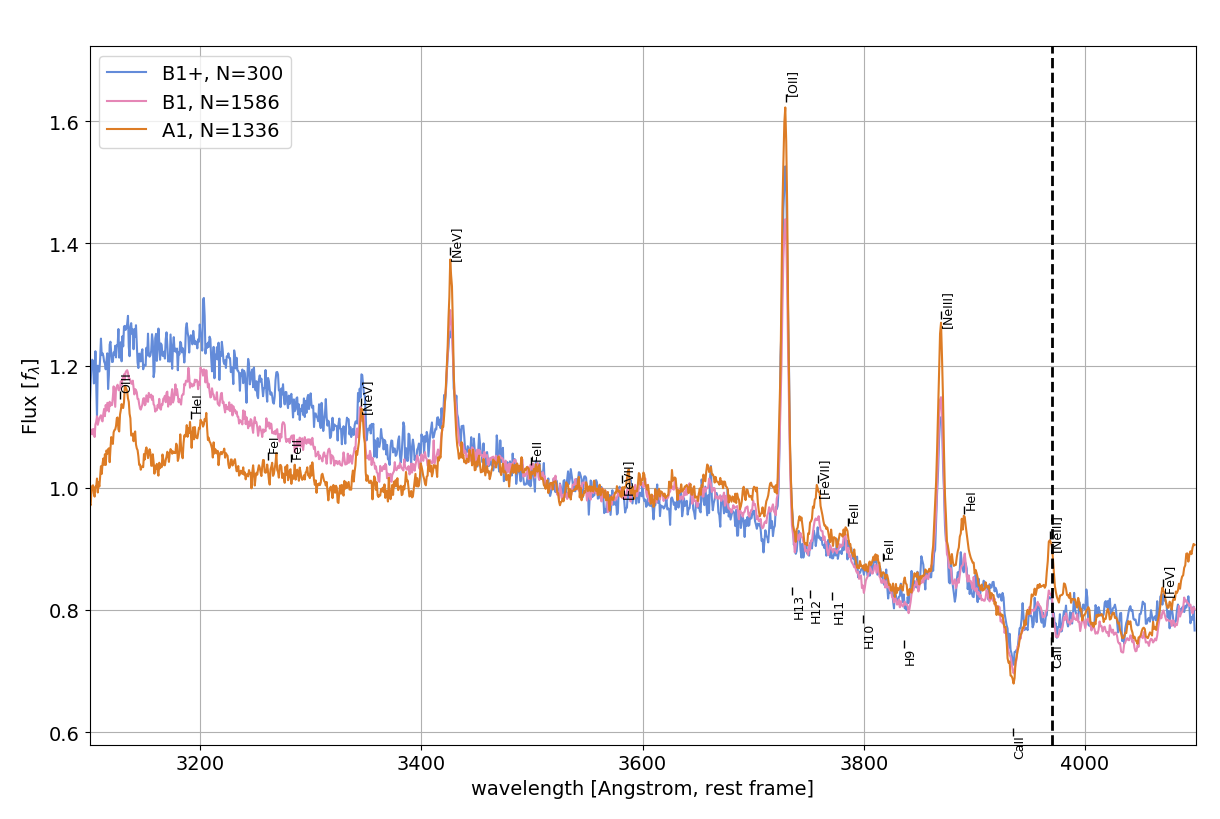 B1+, N=300
B1, N=1586
A1, N=1336
Flux [fλ]
1.6
1.4
1.2
1.0
0.8
0.6
OIII
HeI
FeI
FeII
[NeV]
[NeV]
FeII
[FeVII]
[OII]
H13
H12
[FeVII]
H11
FeII
H10
FeII
H9
[NeIII]
HeI
CaII
[NeIII]
CaII
[FeV]
3200
3400
3600
3800
4000
wavelength [Angstrom, rest frame]